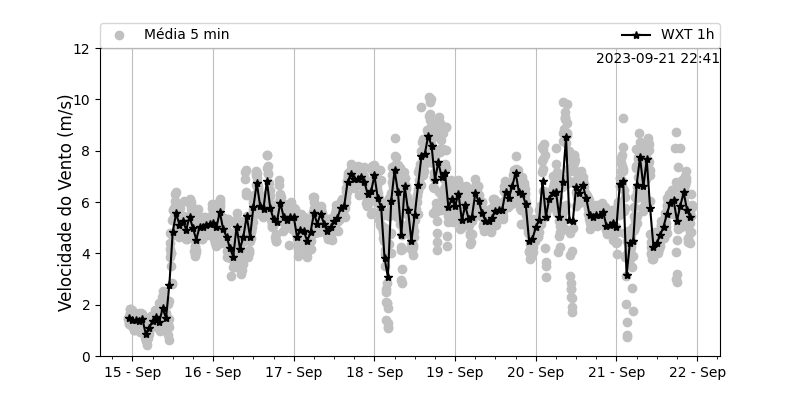 Média 5 min
WXT 1h
2023-09-21 22:41
Velocidade do Vento (m/s)
12
10
8
6
4
2
0
15 - Sep 16 - Sep 17 - Sep 18 - Sep 19 - Sep 20 - Sep 21 - Sep 22 - Sep